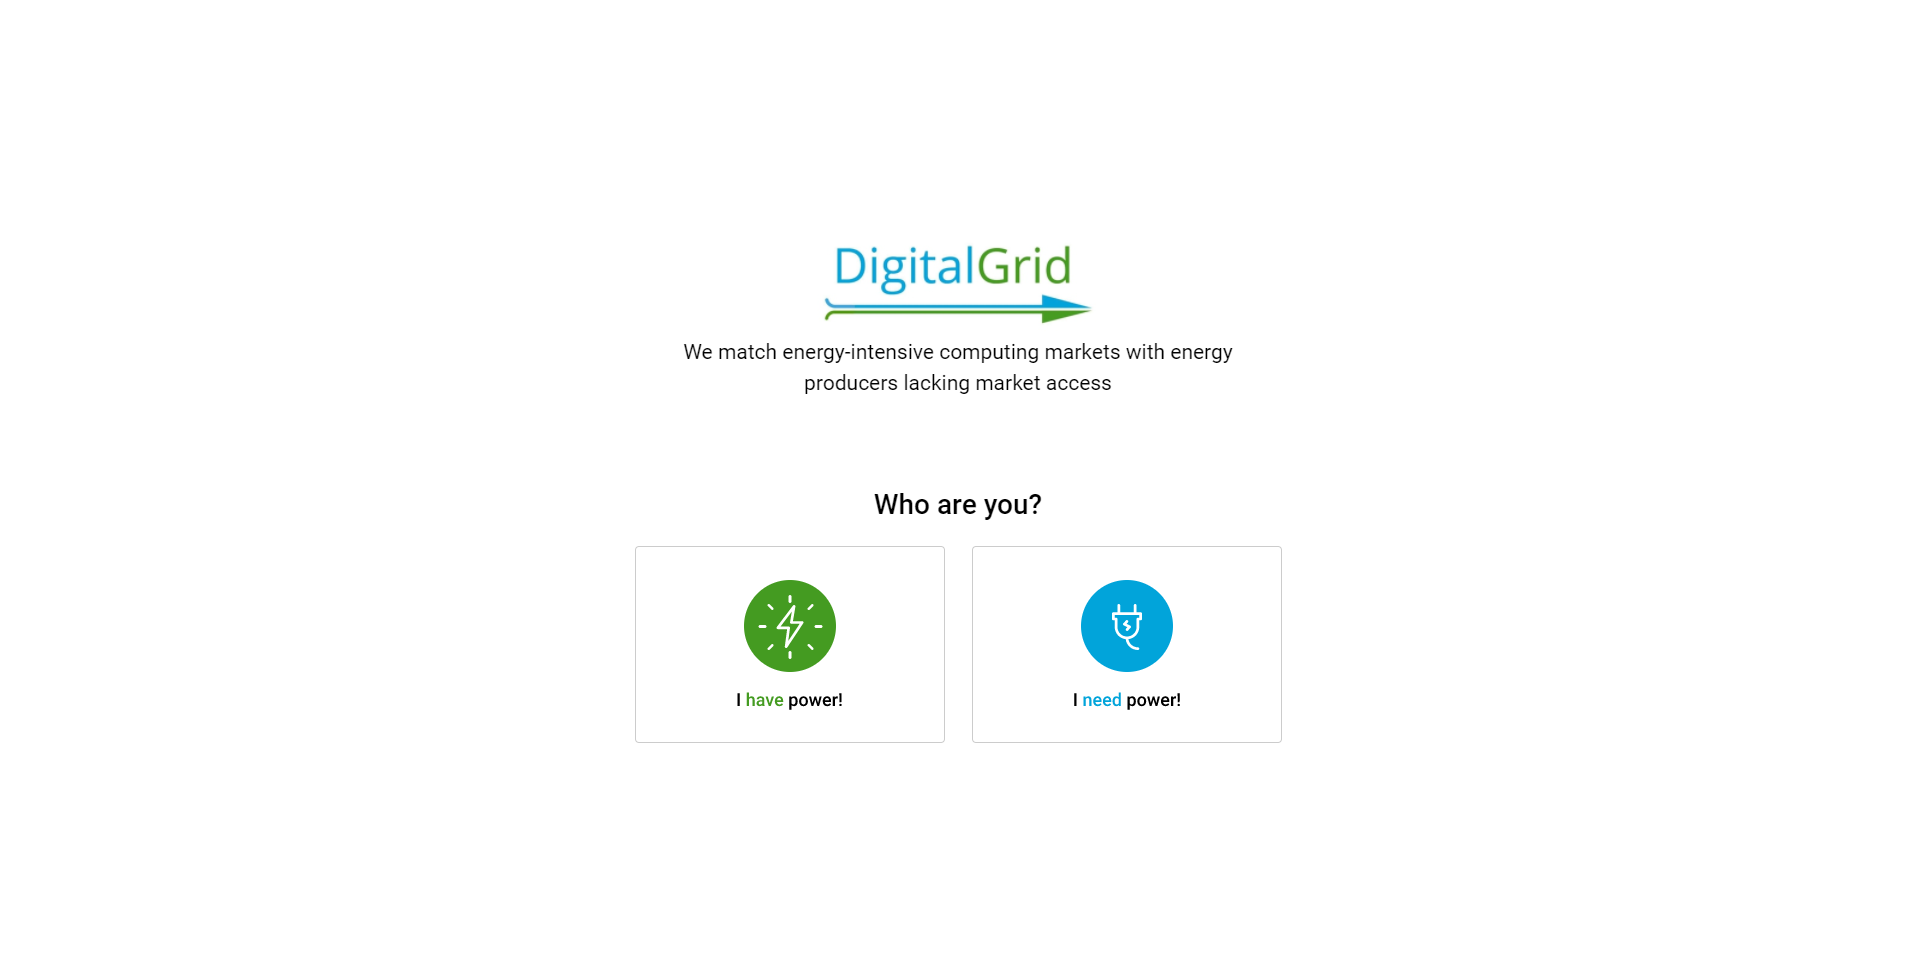 DigitalGrid
We match energy-intensive computing markets with energy
producers lacking market access
Who are you?
I have power!
I need power!